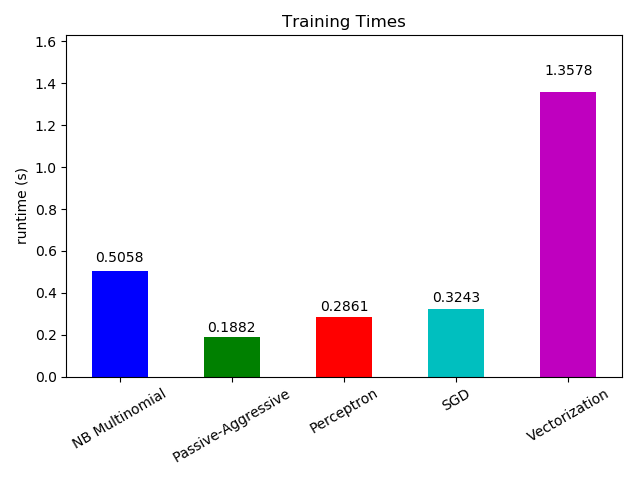 Training Times
runtime (s)
1.6
1.4
1.2
1.0
0.8
0.6
0.4
0.2
0.0
0.5058
0.1882
0.2861
0.3243
1.3578
NB Multinomial
Passive-Aggressive
Perceptron
SGD
Vectorization